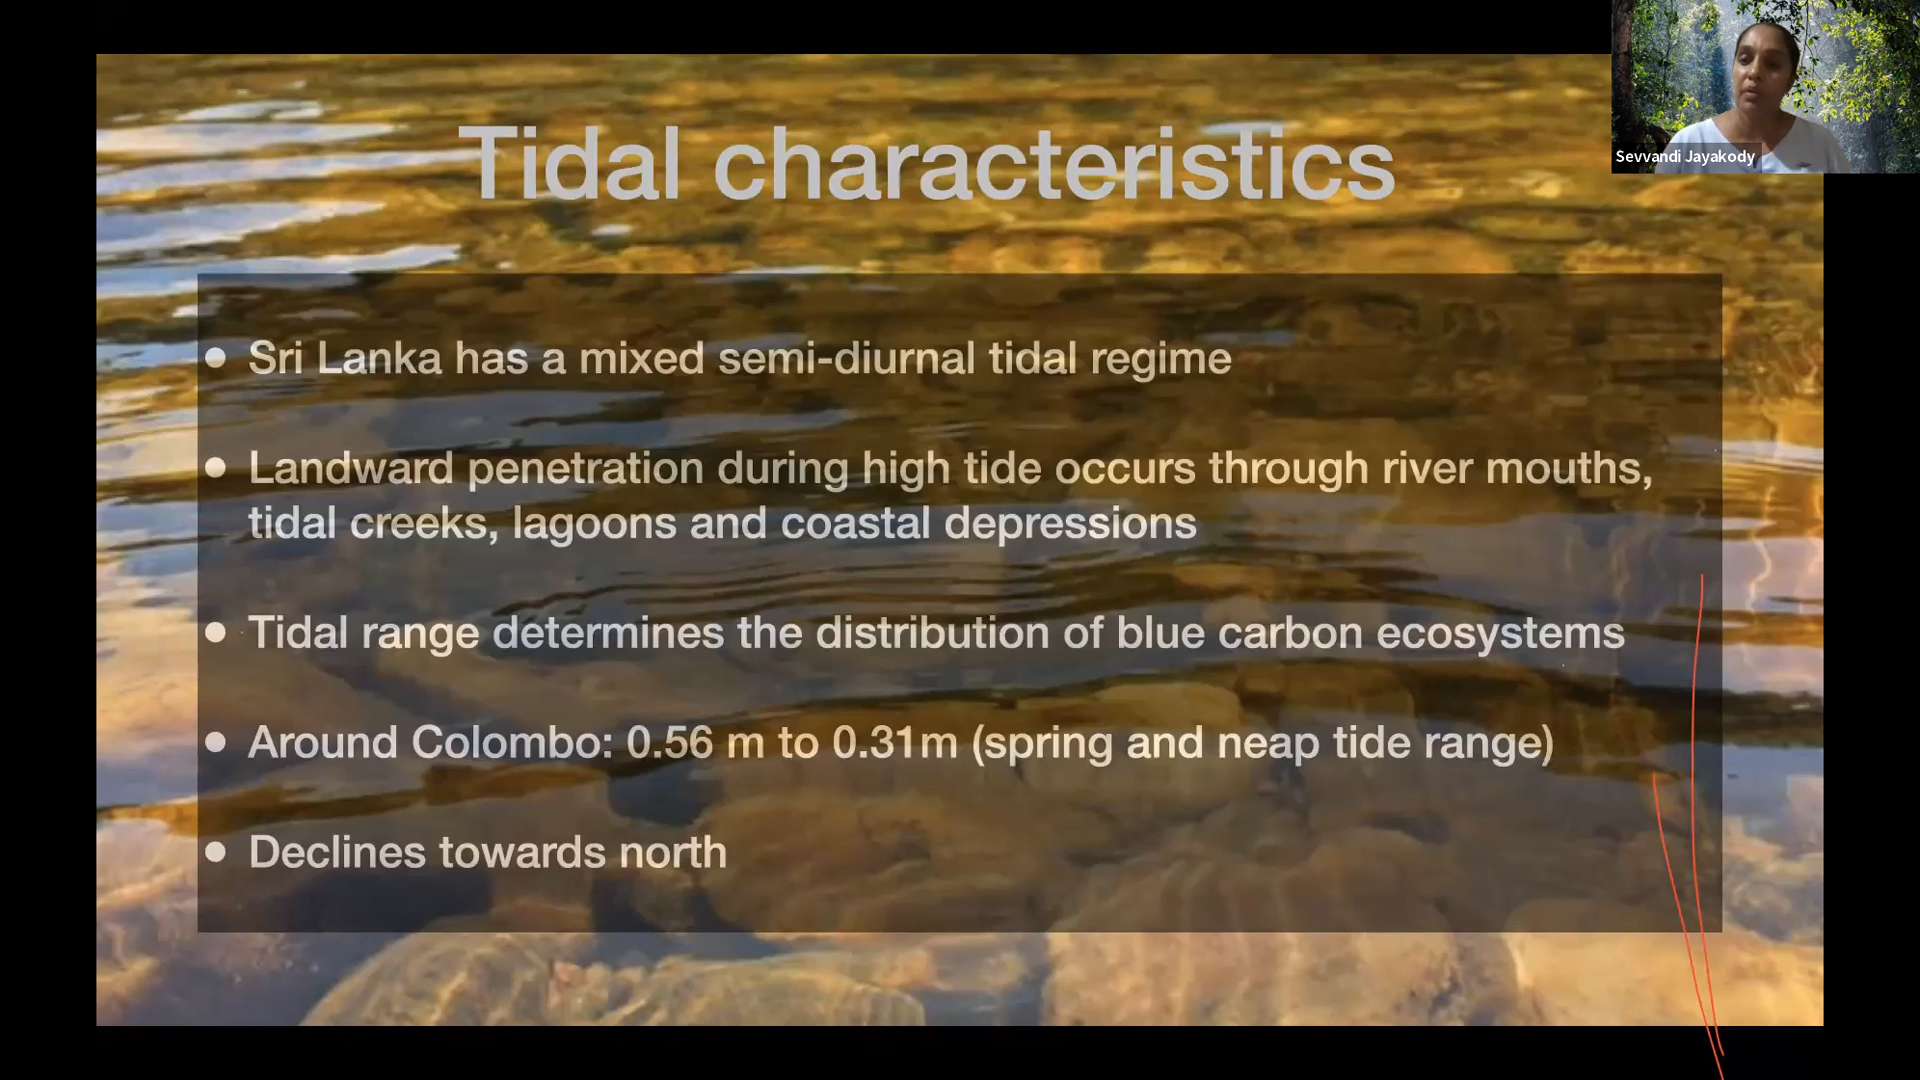 Sevvandi Jayakody
Tidal characteristics
• Sri Lanka has a mixed semi-diurnal tidal regime
• Landward penetration during high tide occurs through river mouths,
tidal creeks, lagoons and coastal depressions
• Tidal range determines the distribution of blue carbon ecosystems
• Around Colombo: 0.56 m to 0.31m (spring and neap tide range)
• Declines towards north